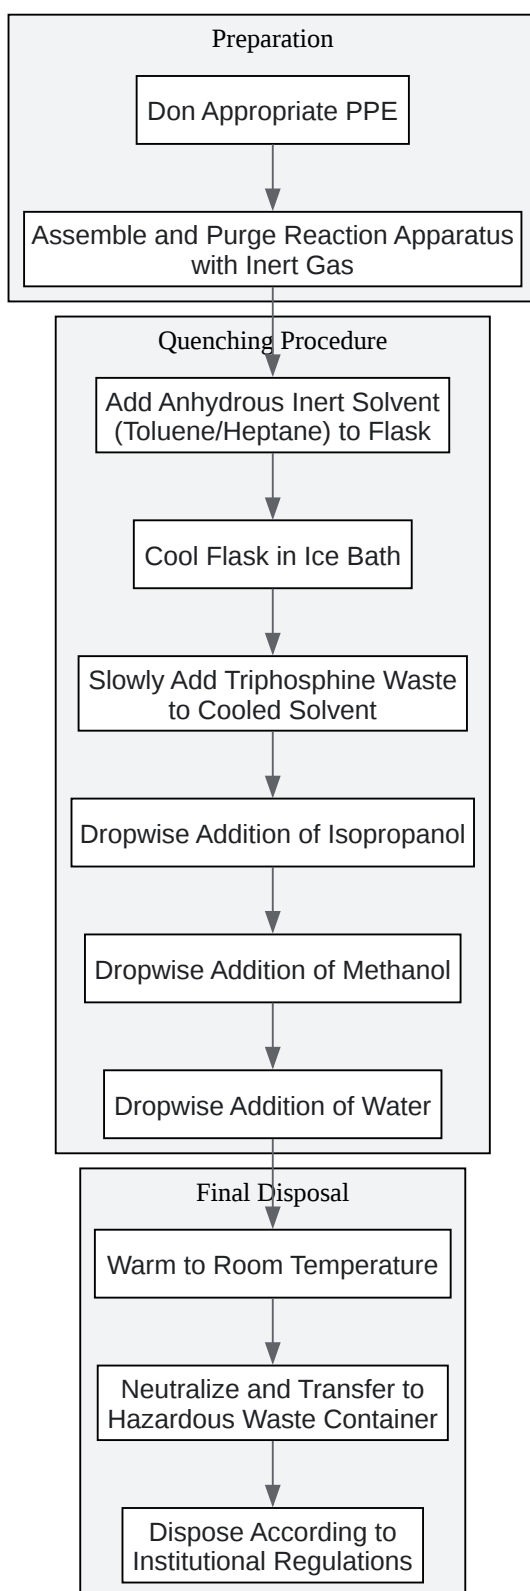 Preparation
Don Appropriate PPE
Assemble and Purge Reaction Apparatus
with Inert Gas
Quenching Procedure
Add Anhydrous Inert Solvent
(Toluene/Heptane) to Flask
Cool Flask in Ice Bath
Slowly Add Triphosphine Waste
to Cooled Solvent
Dropwise Addition of Isopropanol
Dropwise Addition of Methanol
Dropwise Addition of Water
Final Disposal
Warm to Room Temperature
Neutralize and Transfer to
Hazardous Waste Container
Dispose According to
Institutional Regulations